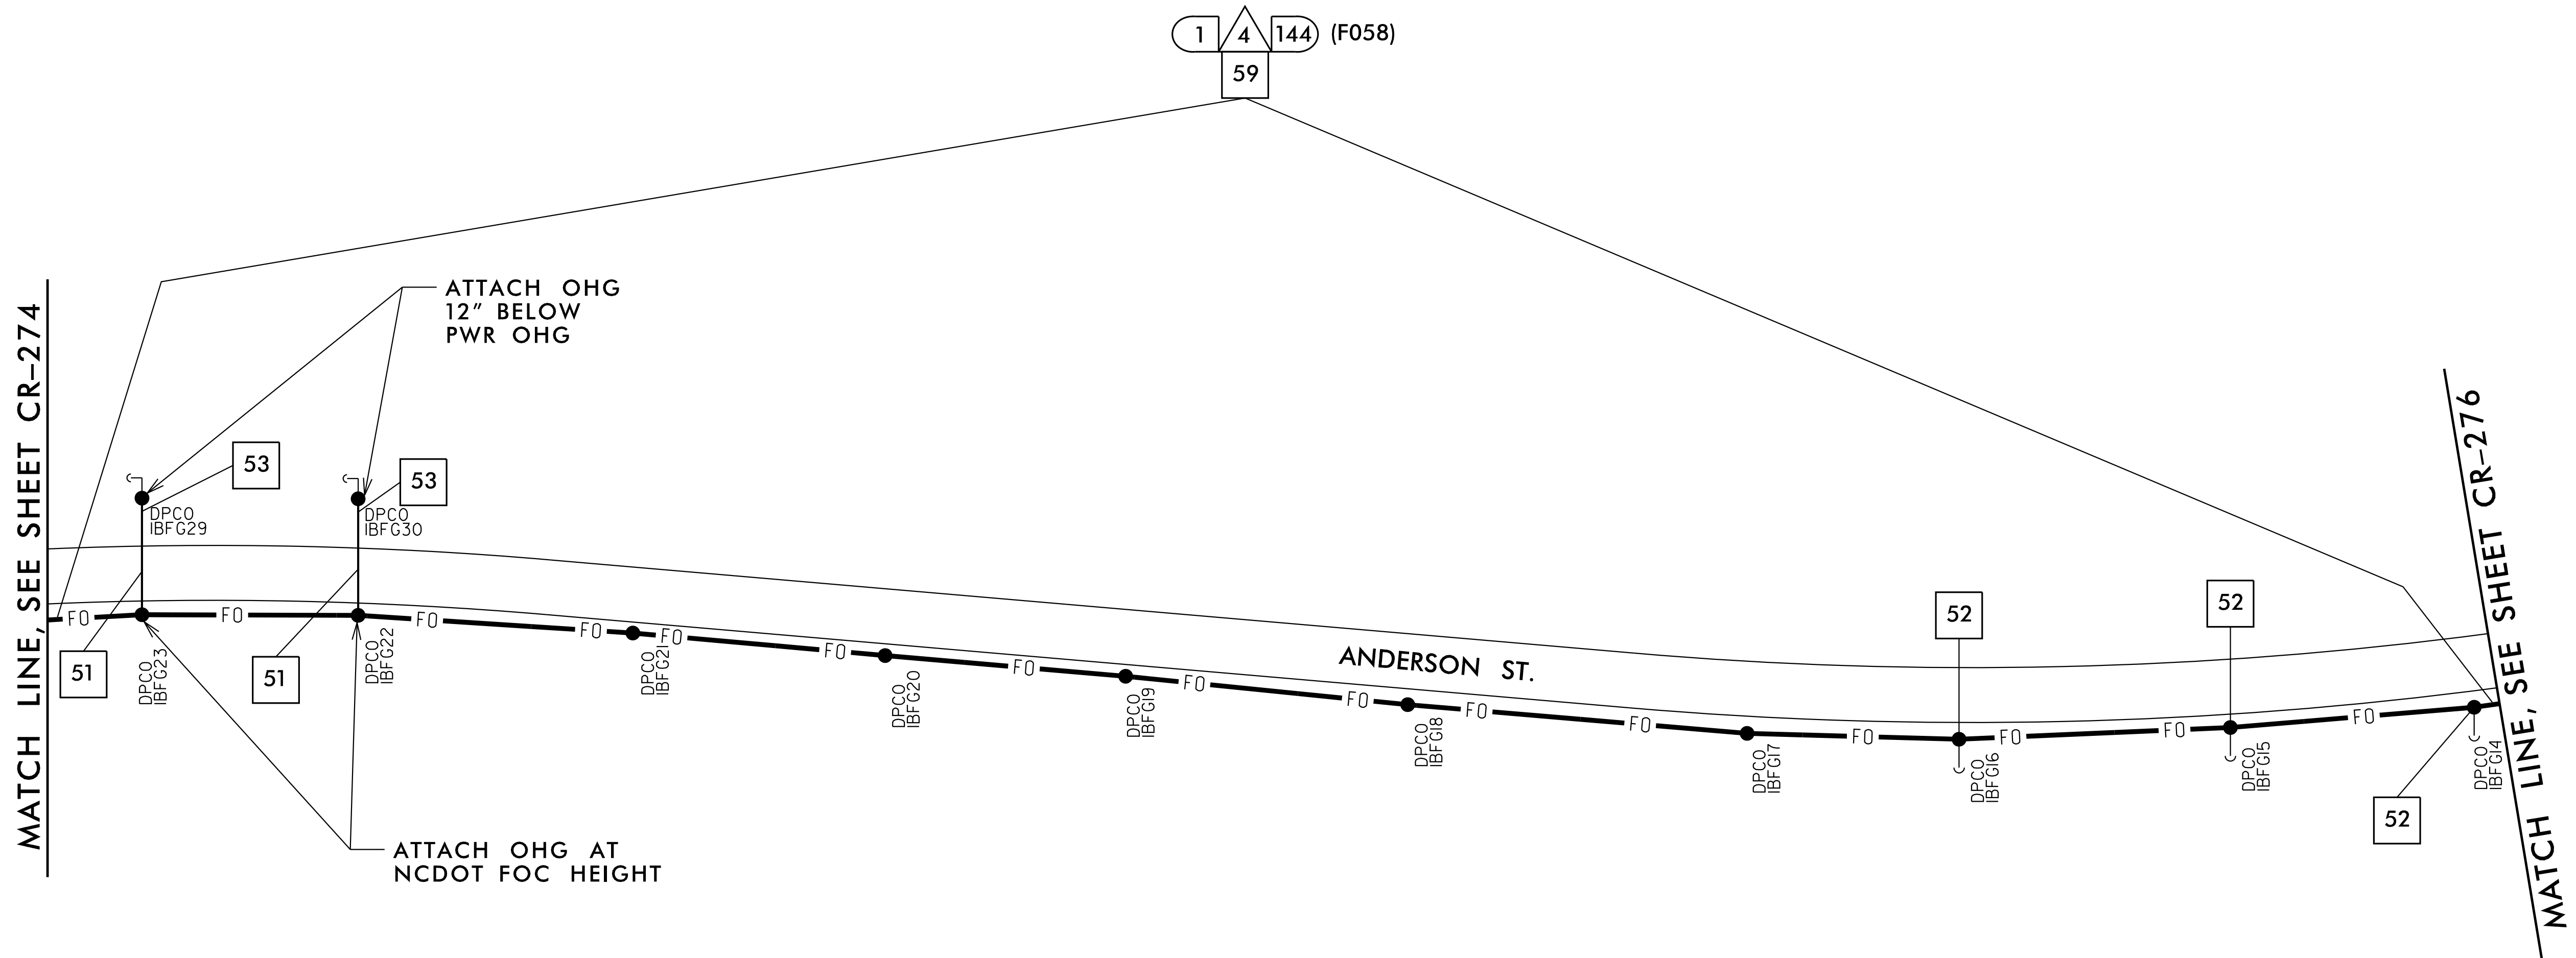 1 4 144 (F058)
59
MATCH LINE, SEE SHEET CR-274
ATTACH OHG
12" BELOW
PWR OHG
53
53
DPCO
IBFG29
DPCO
IBFG30
FO FO FO FO FO FO FO FO FO FO FO FO FO FO FO
51
51
DPCO
IBFG23
DPCO
IBFG22
DPCO
IBFG21
DPCO
IBFG20
DPCO
IBFG19
ANDERSON ST.
DPCO
IBFG18
DPCO
IBFG17
52
DPCO
IBFG16
52
DPCO
IBFG15
52
DPCO
IBFG14
ATTACH OHG AT
NCDOT FOC HEIGHT
MATCH LINE, SEE SHEET CR-276